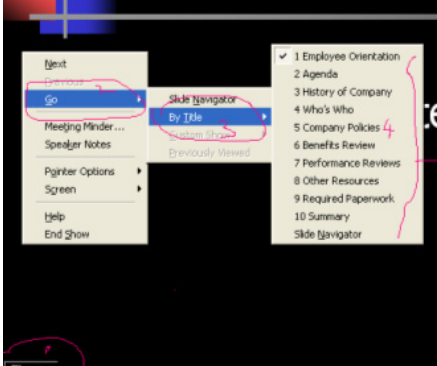 Next
Previous
Go
Meeting Minder...
Speaker Notes
Pointer Options
Screen
Help
End Show
Slide Navigator
By Title
3
Custom Show
Previously Viewed
1 Employee Orientation
2 Agenda
3 History of Company
4 Who's Who
5 Company Policies 4
6 Benefits Review
7 Performance Reviews
8 Other Resources
9 Required Paperwork
10 Summary
Slide Navigator